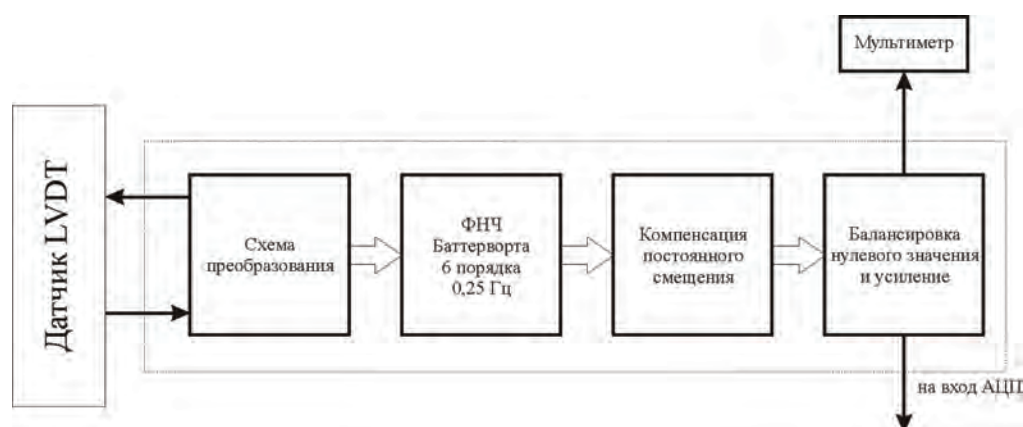 Мультиметр
Датчик LVDT
Схема
преобразования
ФНЧ
Баттерворта
6 порядка
0,25 Гц
Компенсация
постоянного
смещения
Балансировка
нулевого значения
и усиление
на вход АЦП